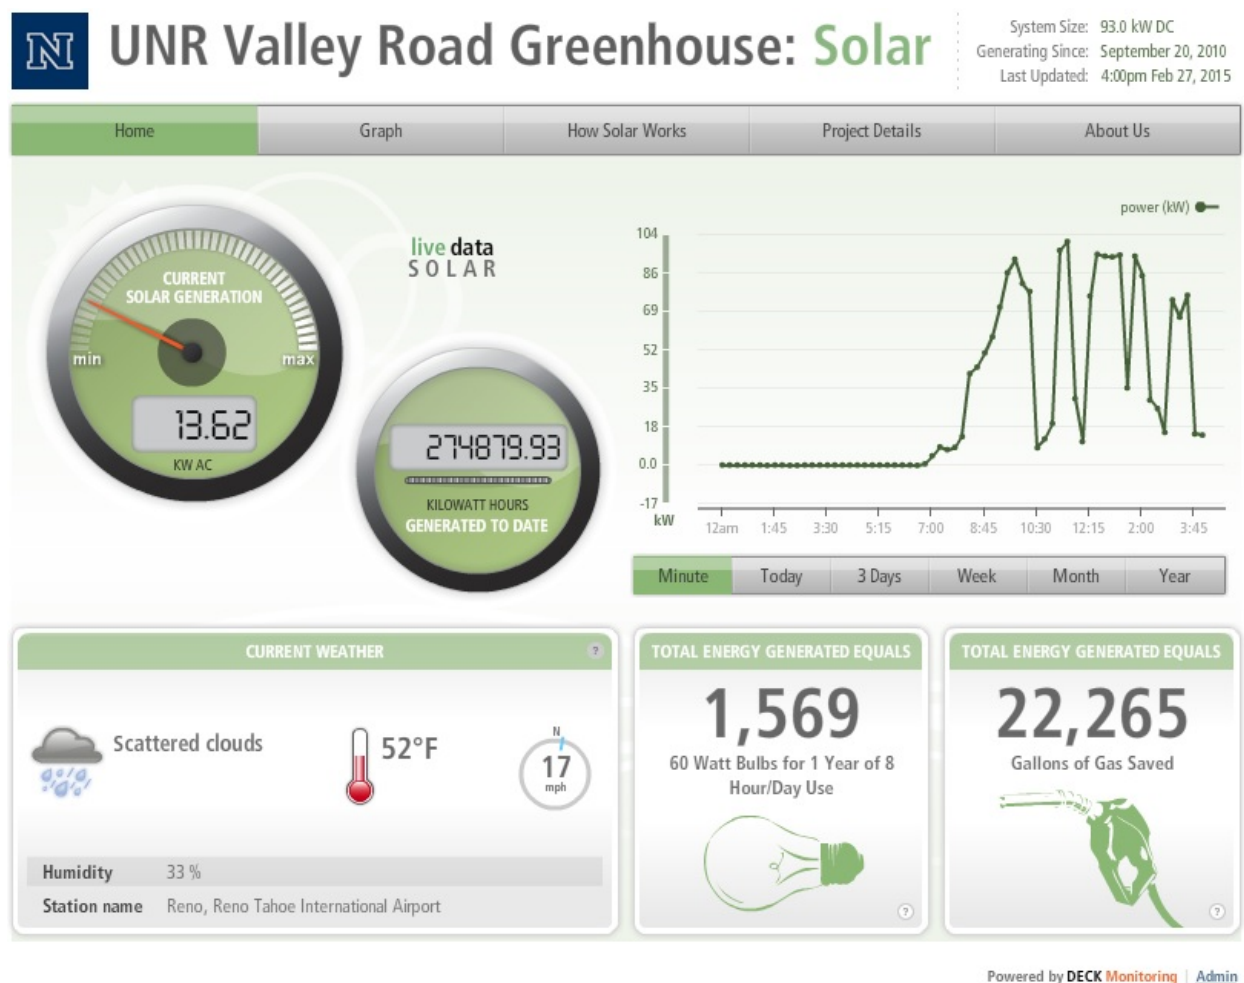 N
UNR Valley Road Greenhouse: Solar
System Size: 93.0 kW DC
Generating Since: September 20, 2010
Last Updated: 4:00pm Feb 27, 2015
Home Graph How Solar Works Project Details About Us
CURRENT
SOLAR GENERATION
min max
13.62
KW AC
live data
SOLAR
274879.93
KILOWATT HOURS
GENERATED TO DATE
power (kW)
104
86
69
52
35
18
0.0
-17
kW
12am 1:45 3:30 5:15 7:00 8:45 10:30 12:15 2:00 3:45
Minute Today 3 Days Week Month Year
CURRENT WEATHER ?
Scattered clouds
52°F
N
17
mph
Humidity 33 %
Station name Reno, Reno Tahoe International Airport
TOTAL ENERGY GENERATED EQUALS
1,569
60 Watt Bulbs for 1 Year of 8
Hour/Day Use
?
TOTAL ENERGY GENERATED EQUALS
22,265
Gallons of Gas Saved
?
Powered by DECK Monitoring | Admin